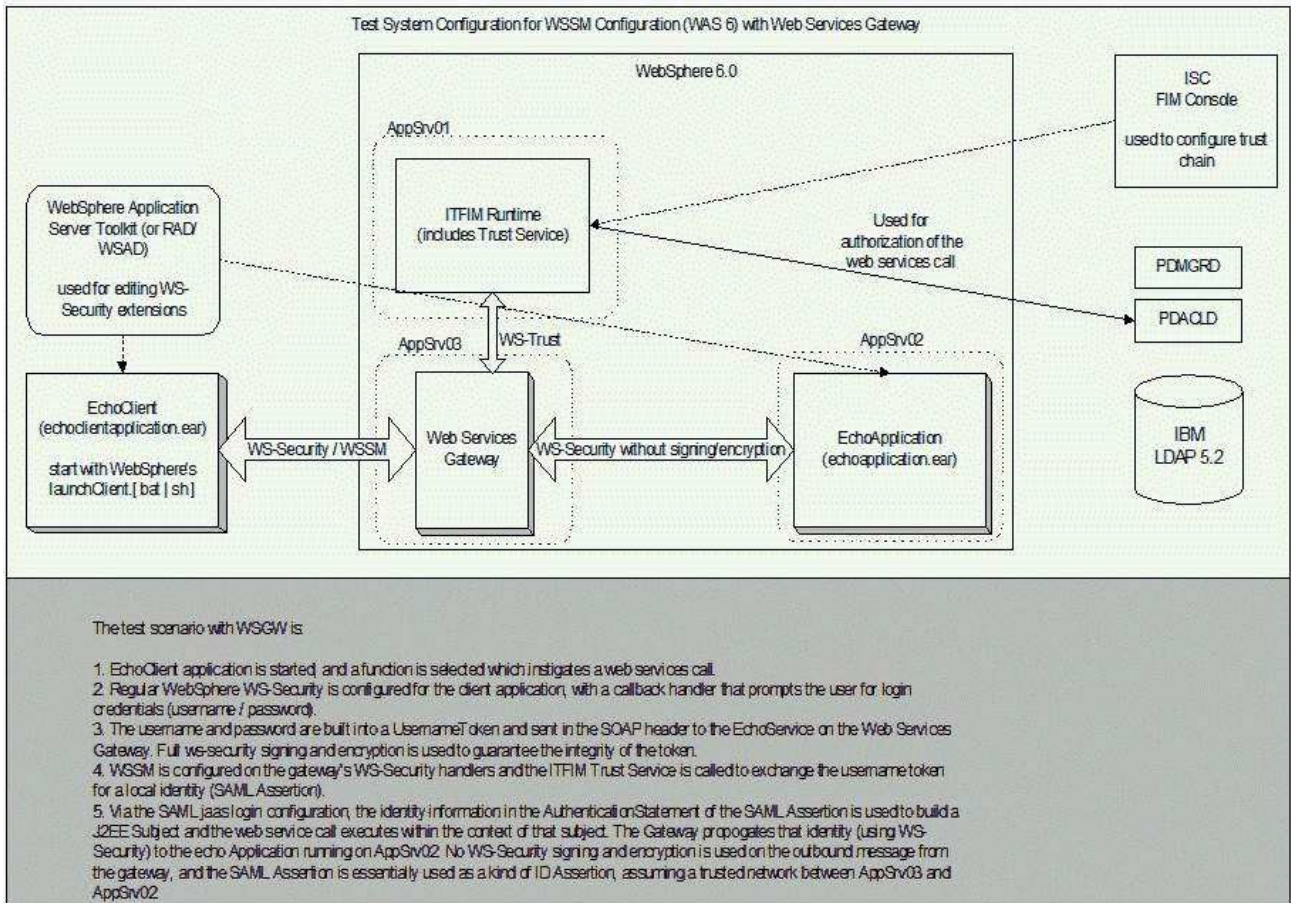 Test System Configuration for WSSM Configuration (WAS 6) with Web Services Gateway
WebSphere 6.0
ISC
FIM Console
used to configure trust
chain
AppSrv01
ITFIM Runtime
(includes Trust Service)
WebSphere Application
Server Toolkit (or RAD/
WSAD)
used for editing WS-
Security extensions
Used for
authorization of the
web services call
PDMGRD
PDACLD
WS-Trust
AppSrv03
AppSrv02
EchoClient
(echoclientapplication.ear)
start with WebSphere's
launchClient.[ bat | sh ]
WS-Security / WSSM
Web Services
Gateway
WS-Security without signing/encryption
EchoApplication
(echoapplication.ear)
IBM
LDAP 5.2
The test scenario with WSGW is:
1. EchoClient application is started, and a function is selected which instigates a web services call.
2. Regular WebSphere WS-Security is configured for the client application, with a callback handler that prompts the user for login
credentials (username / password).
3. The username and password are built into a UsernameToken and sent in the SOAP header to the EchoService on the Web Services
Gateway. Full ws-security signing and encryption is used to guarantee the integrity of the token.
4. WSSM is configured on the gateway's WS-Security handlers and the ITFIM Trust Service is called to exchange the username token
for a local identity (SAML Assertion).
5. Via the SAML jaas login configuration, the identity information in the AuthenticationStatement of the SAML Assertion is used to build a
J2EE Subject and the web service call executes within the context of that subject. The Gateway propogates that identity (using WS-
Security) to the echo Application running on AppSrv02. No WS-Security signing and encryption is used on the outbound message from
the gateway, and the SAML Assertion is essentially used as a kind of ID Assertion, assuming a trusted network between AppSrv03 and
AppSrv02